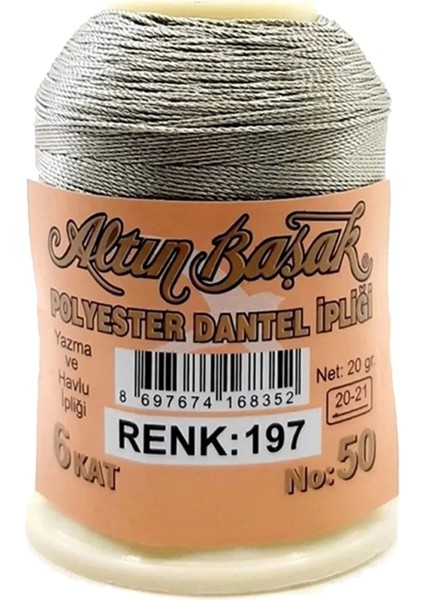 Altın Başak
POLYESTER DANTEL İPLİĞİ
Yazma
ve
Havlu
İpliği
8 697674 168352
Net: 20 gr.
20-21
RENK:197
6 KAT
No:50